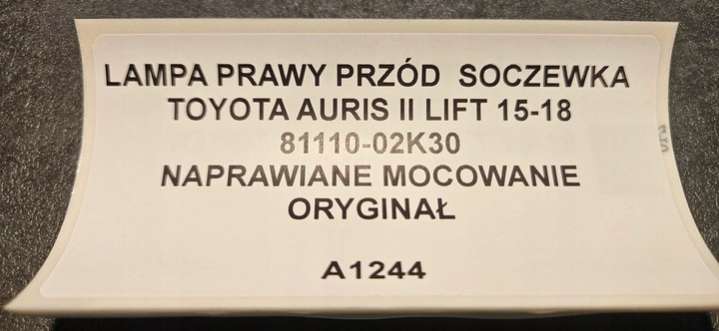 LAMPA PRAWY PRZÓD SOCZEWKA
TOYOTA AURIS II LIFT 15-18
81110-02K30
NAPRAWIANE MOCOWANIE
ORYGINAŁ
A1244